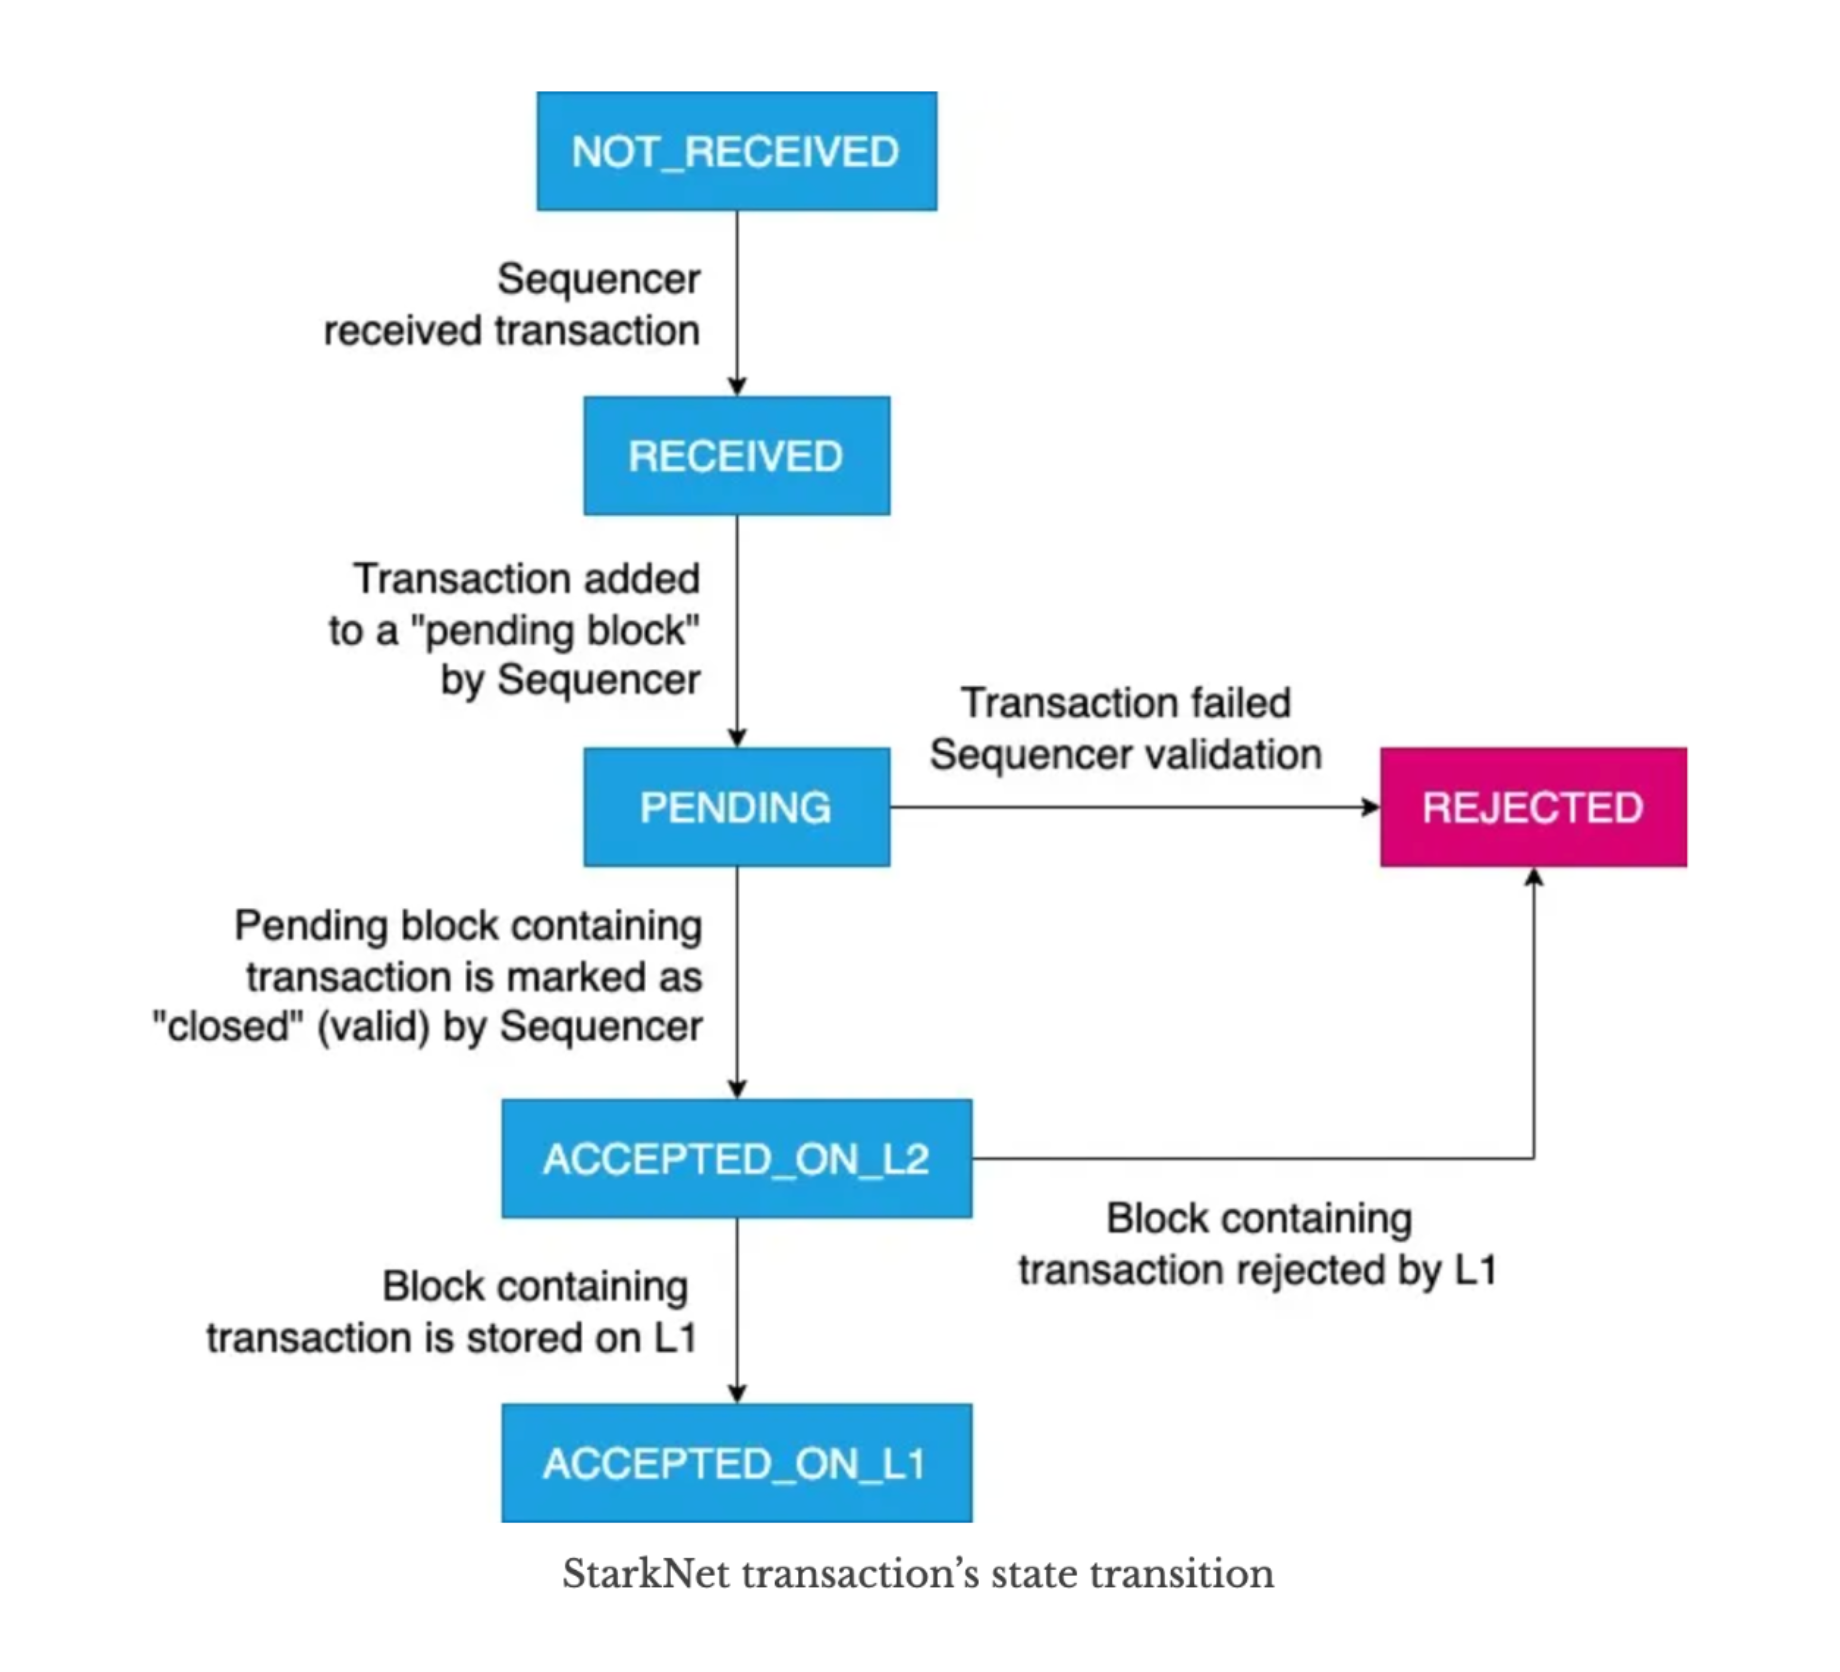 NOT_RECEIVED
Sequencer
received transaction
RECEIVED
Transaction added
to a "pending block"
by Sequencer
Transaction failed
Sequencer validation
PENDING
REJECTED
Pending block containing
transaction is marked as
"closed" (valid) by Sequencer
ACCEPTED_ON_L2
Block containing
transaction rejected by L1
Block containing
transaction is stored on L1
ACCEPTED_ON_L1
StarkNet transaction’s state transition